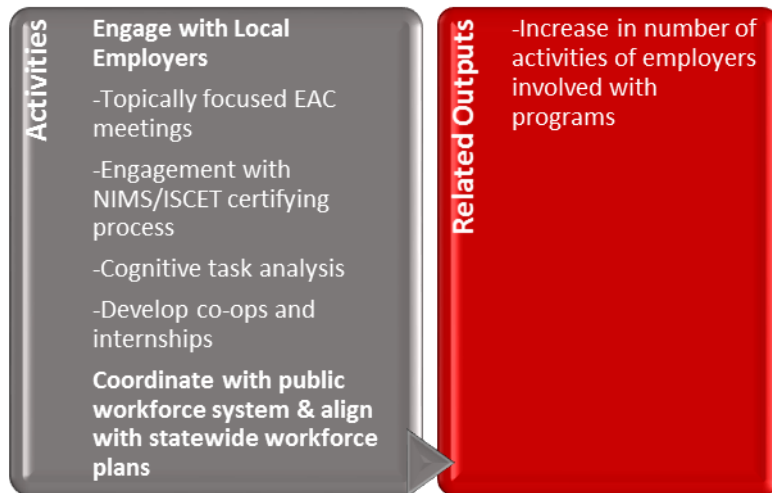 Activities
Engage with Local
Employers
-Topically focused EAC
meetings
-Engagement with
NIMS/ISCET certifying
process
-Cognitive task analysis
-Develop co-ops and
internships
Coordinate with public
workforce system & align
with statewide workforce
plans
Related Outputs
-Increase in number of
activities of employers
involved with
programs